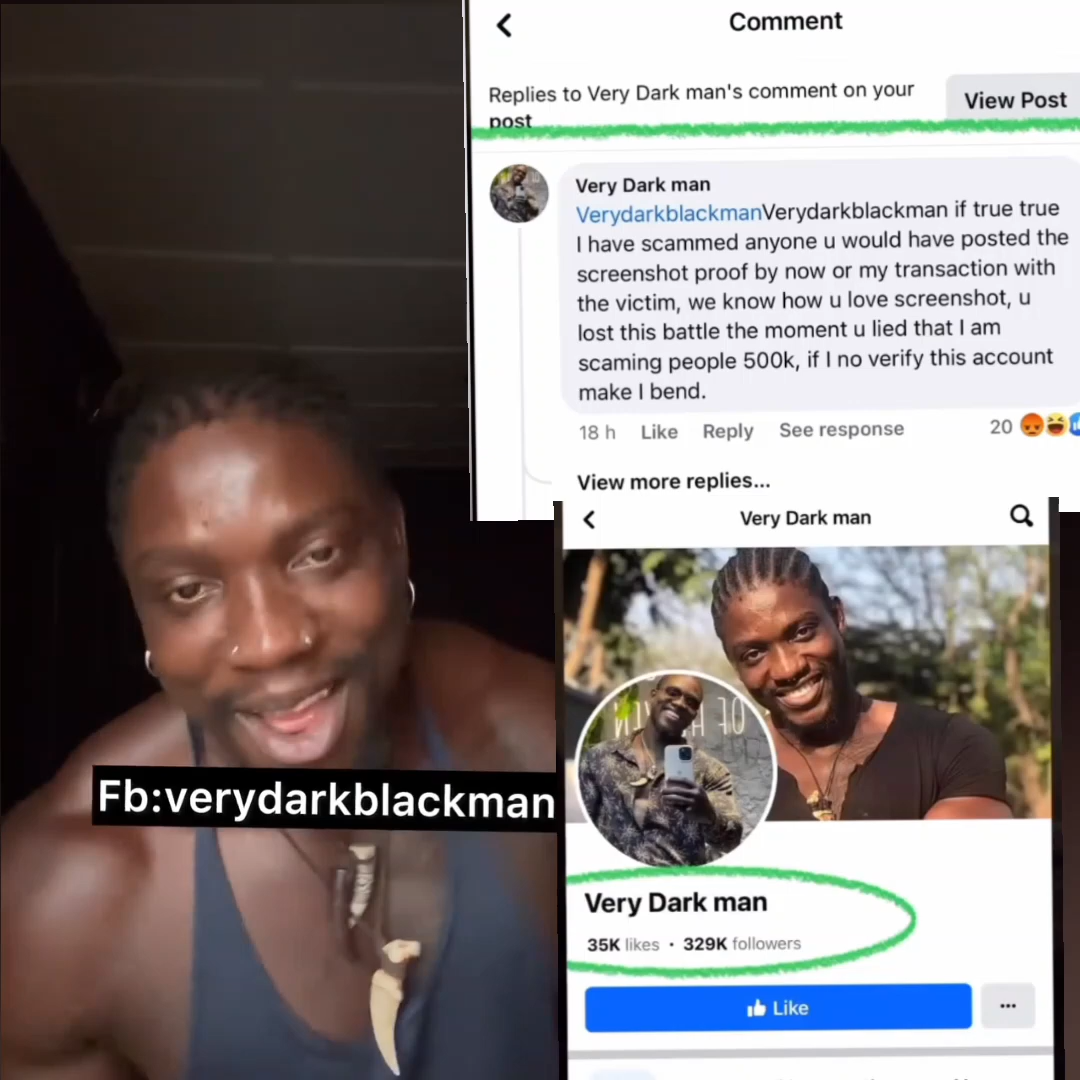 Comment
Replies to Very Dark man's comment on your
post
View Post
Very Dark man
VerydarkblackmanVerydarkblackman if true true
I have scammed anyone u would have posted the
screenshot proof by now or my transaction with
the victim, we know how u love screenshot, u
lost this battle the moment u lied that I am
scaming people 500k, if I no verify this account
make I bend.
18 h Like Reply See response 20
View more replies...
Very Dark man
Fb:verydarkblackman
Very Dark man
35K likes · 329K followers
Like